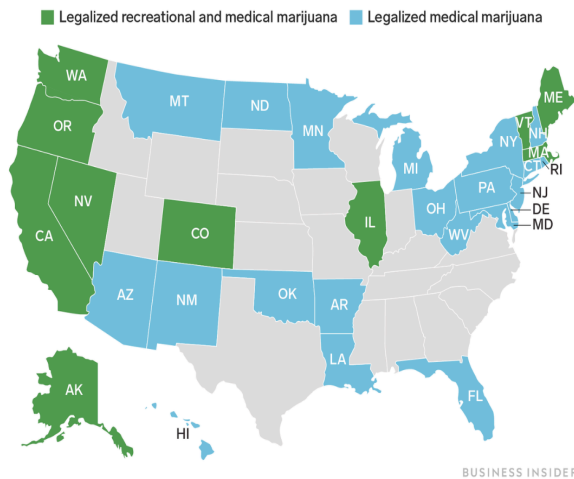 Legalized recreational and medical marijuana Legalized medical marijuana
WA
MT
ND
ME
OR
MN
VT
NH
NY
MA
CT
RI
MI
NV
PA
NJ
OH
DE
CO
IL
MD
CA
WV
AZ
NM
OK
AR
LA
AK
FL
HI
BUSINESS INSIDER